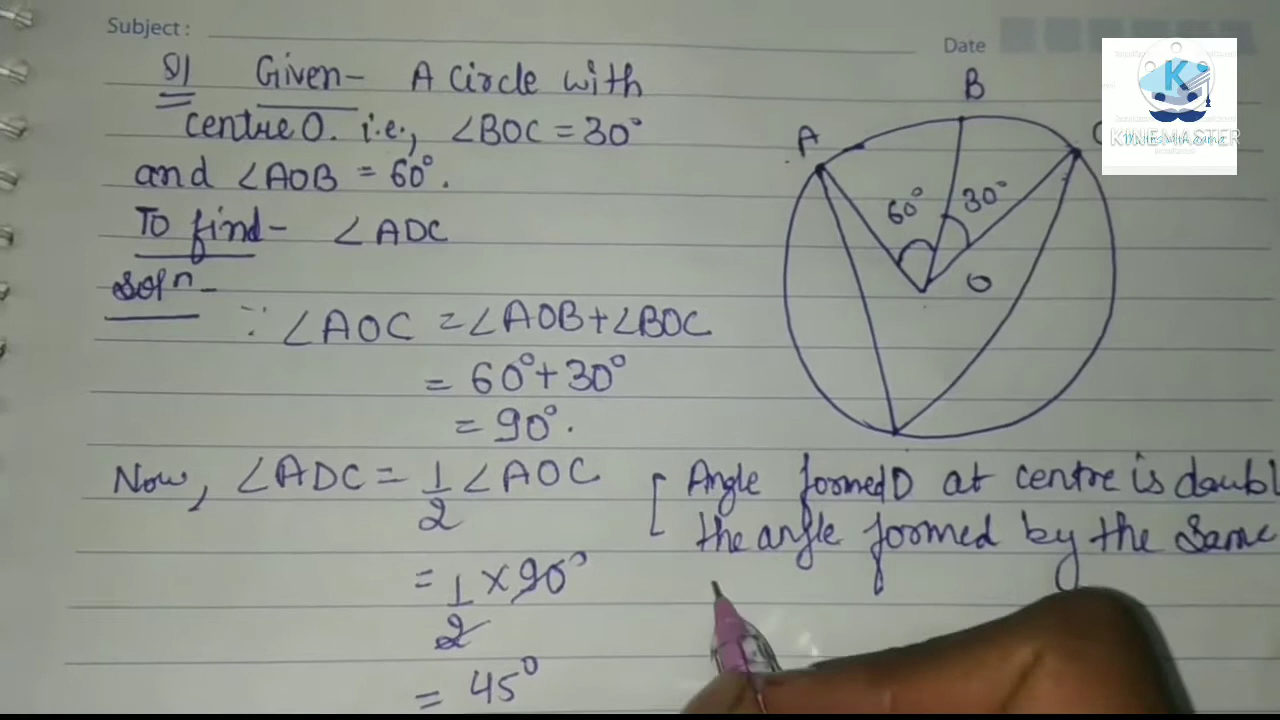 Subject :
Date
Q1 Given- A Circle with
centre O. i.e., ∠BOC = 30°
and ∠AOB = 60°.
To find- ∠ADC
Solⁿ-
∵ ∠AOC = ∠AOB + ∠BOC
= 60° + 30°
= 90°.
Now, ∠ADC = 1/2 ∠AOC
= 1/2 × 90°
= 45°
[Angle formed at centre is doubl
the angle formed by the same
A
B
C
60°
30°
O
D
K
KINEMASTER